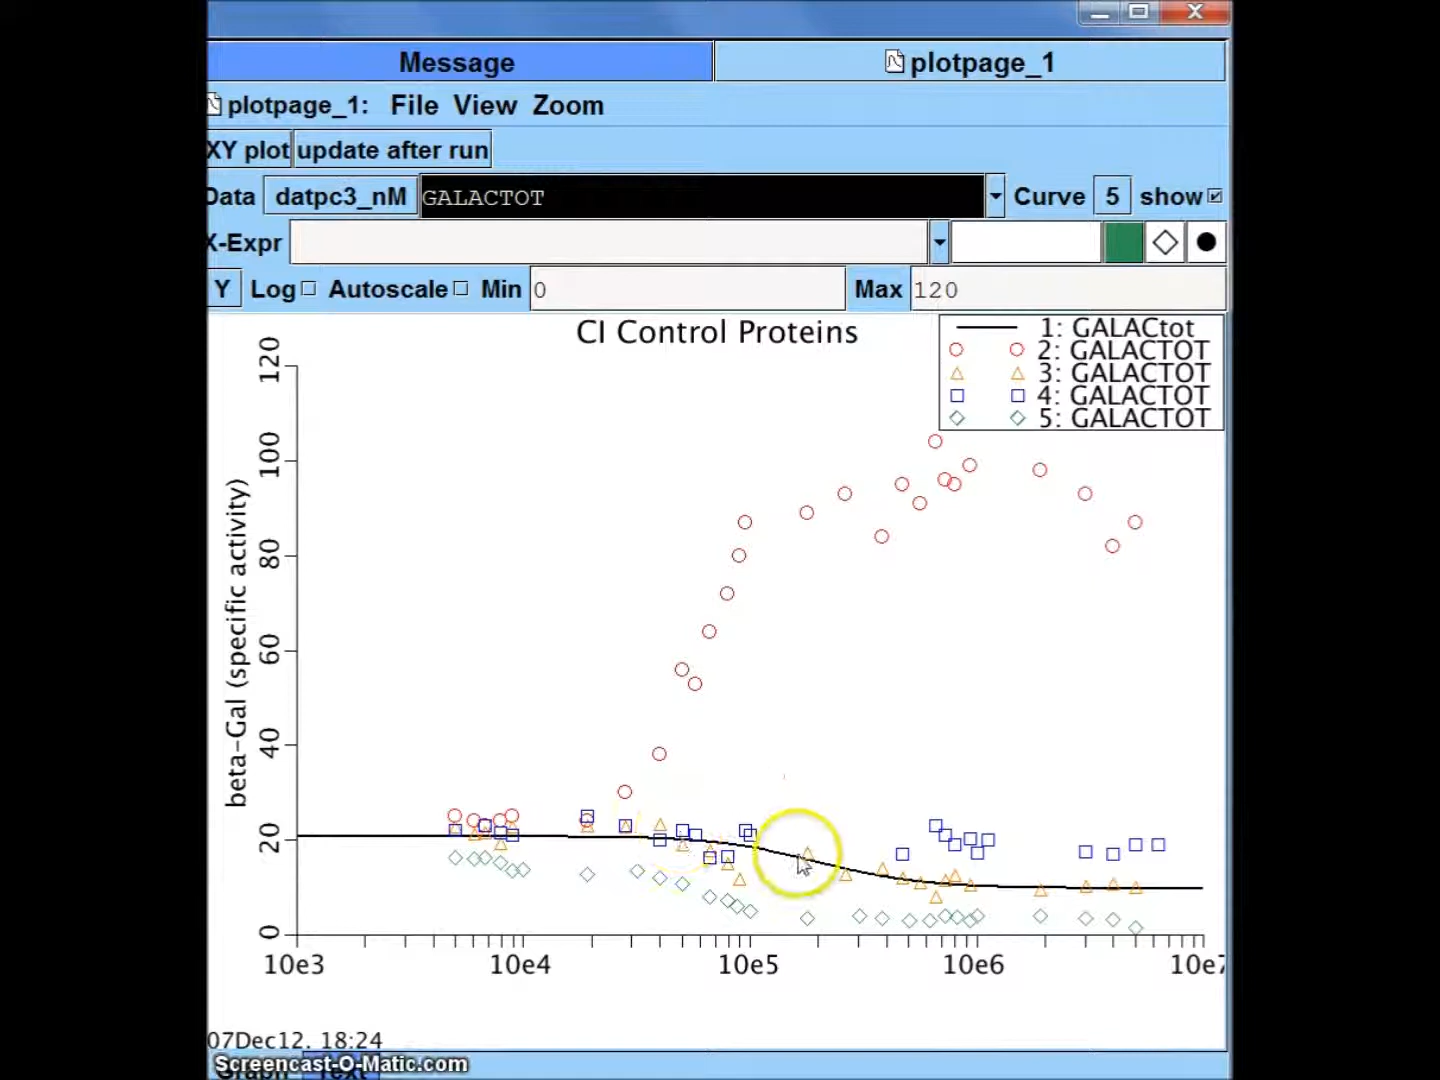 Message
plotpage_1
plotpage_1: File View Zoom
XY plot update after run
Data datpc3_nM GALACTOT Curve 5 show
X-Expr
Y Log Autoscale Min 0 Max 120
CI Control Proteins
1: GALACtot
2: GALACTOT
3: GALACTOT
4: GALACTOT
5: GALACTOT
beta-Gal (specific activity)
120
100
80
60
40
20
0
10e3 10e4 10e5 10e6 10e7
07Dec12, 18:24
Screencast-O-Matic.com
Graph Text